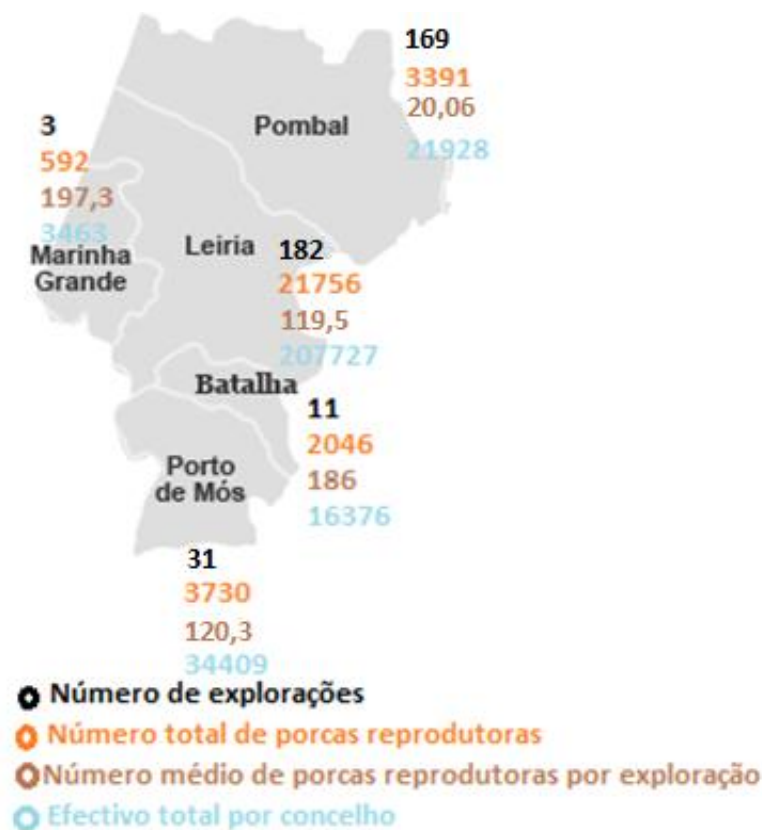 169
3391
20,06
21928
Pombal
3
592
197,3
3463
Marinha
Grande
Leiria
182
21756
119,5
207727
Batalha
11
2046
186
16376
Porto
de Mós
31
3730
120,3
34409
Número de explorações
Número total de porcas reprodutoras
Número médio de porcas reprodutoras por exploração
Efectivo total por concelho